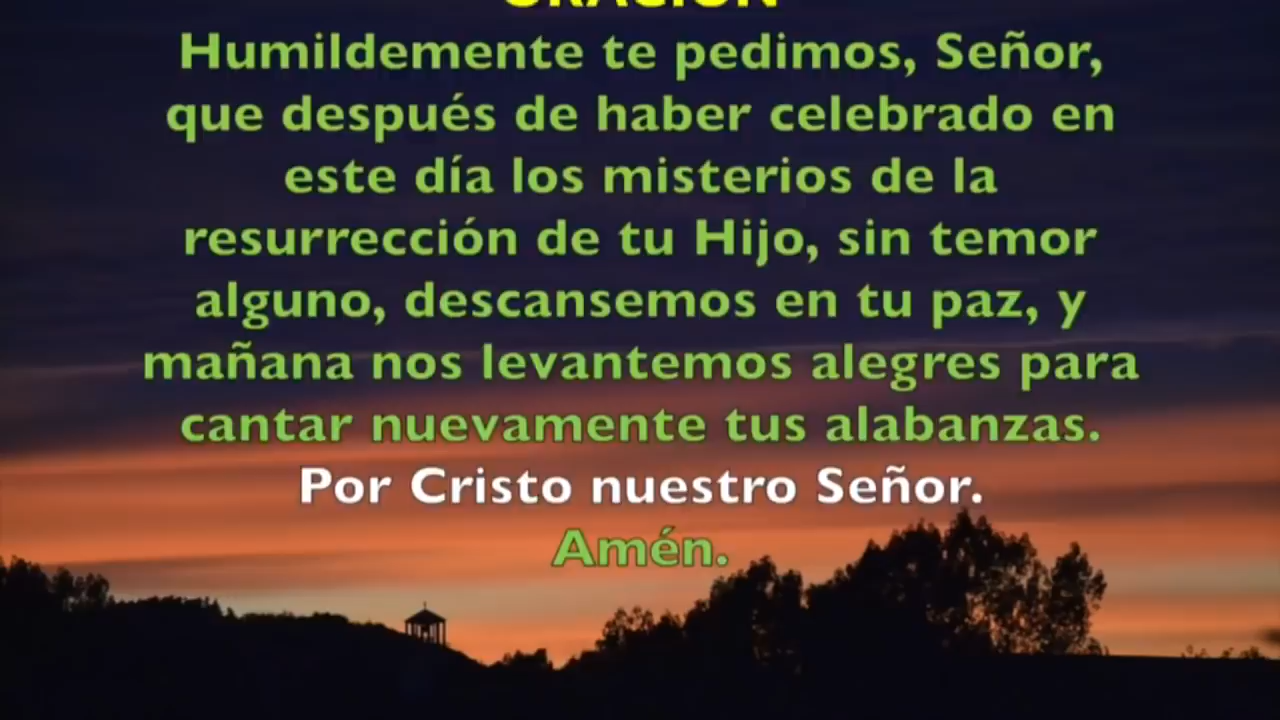 ORACIÓN
Humildemente te pedimos, Señor,
que después de haber celebrado en
este día los misterios de la
resurrección de tu Hijo, sin temor
alguno, descansemos en tu paz, y
mañana nos levantemos alegres para
cantar nuevamente tus alabanzas.
Por Cristo nuestro Señor.
Amén.